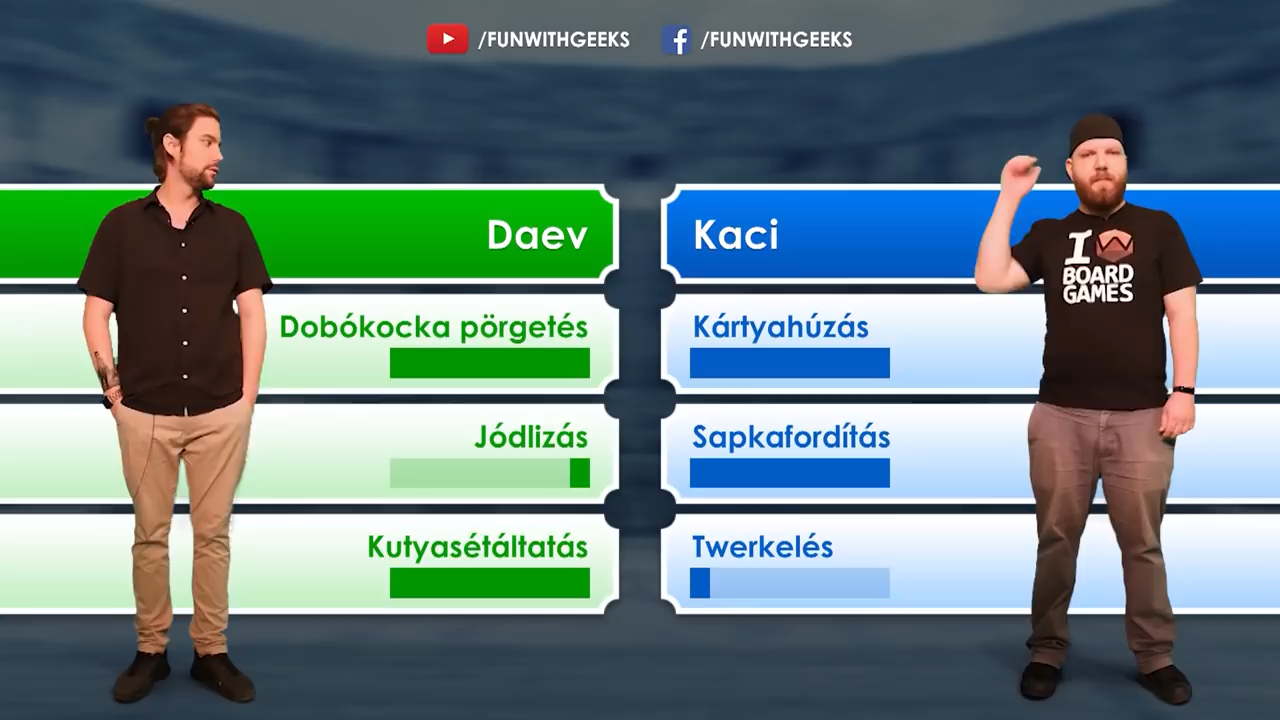 /FUNWITHGEEKS
/FUNWITHGEEKS
Daev
Dobókocka pörgetés
Jódlizás
Kutyasétáltatás
Kaci
Kártyahúzás
Sapkafordítás
Twerkelés
I
BOARD
GAMES